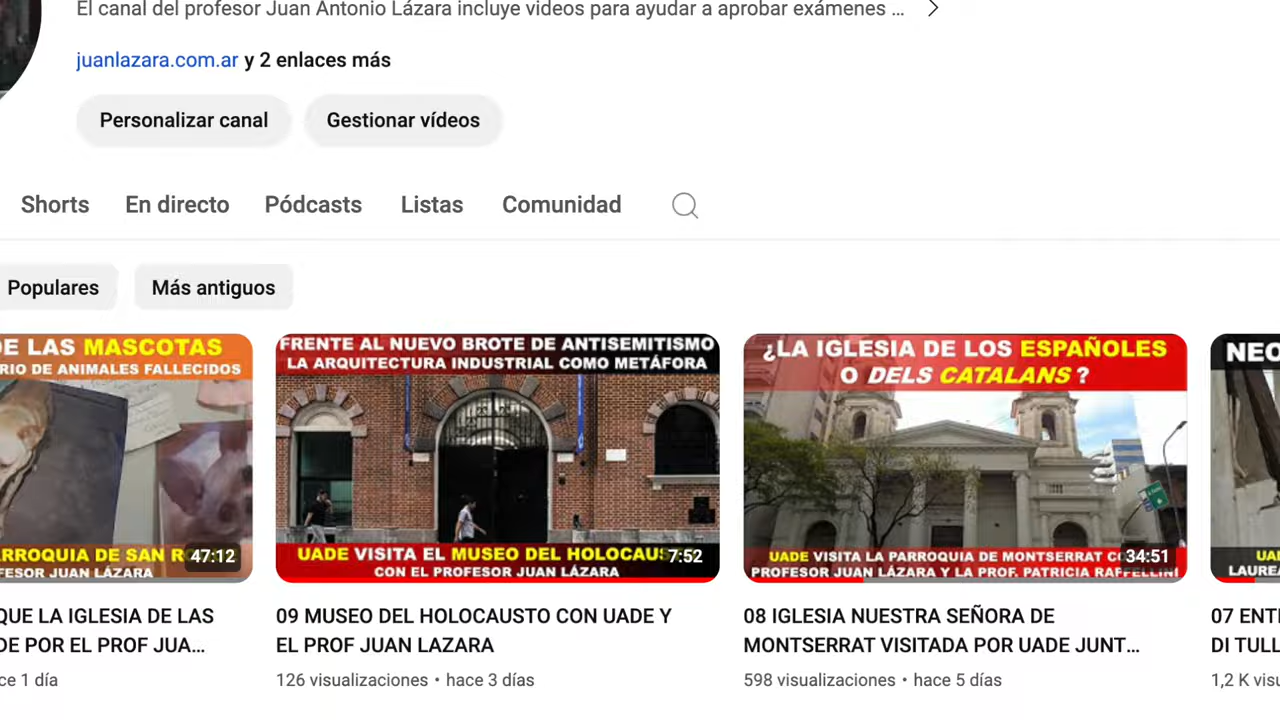 El canal del profesor Juan Antonio Lázara incluye videos para ayudar a aprobar exámenes ...
juanlazara.com.ar y 2 enlaces más
Personalizar canal
Gestionar vídeos
Shorts
En directo
Pódcasts
Listas
Comunidad
Populares
Más antiguos
DE LAS MASCOTAS
RIO DE ANIMALES FALLECIDOS
ARROQUIA DE SAN R
47:12
FESOR JUAN LÁZARA
QUE LA IGLESIA DE LAS
DE POR EL PROF JUA...
ce 1 día
FRENTE AL NUEVO BROTE DE ANTISEMITISMO
LA ARQUITECTURA INDUSTRIAL COMO METÁFORA
UADE VISITA EL MUSEO DEL HOLOCAUS
7:52
CON EL PROFESOR JUAN LÁZARA
09 MUSEO DEL HOLOCAUSTO CON UADE Y
EL PROF JUAN LAZARA
126 visualizaciones • hace 3 días
¿LA IGLESIA DE LOS ESPAÑOLES
O DELS CATALANS ?
UADE VISITA LA PARROQUIA DE MONTSERRAT CO
34:51
PROFESOR JUAN LÁZARA Y LA PROF. PATRICIA RAFFELLINI
08 IGLESIA NUESTRA SEÑORA DE
MONTSERRAT VISITADA POR UADE JUNT...
598 visualizaciones • hace 5 días
NEO
UAD
LAUREA
07 ENT
DI TULL
1,2 K visu